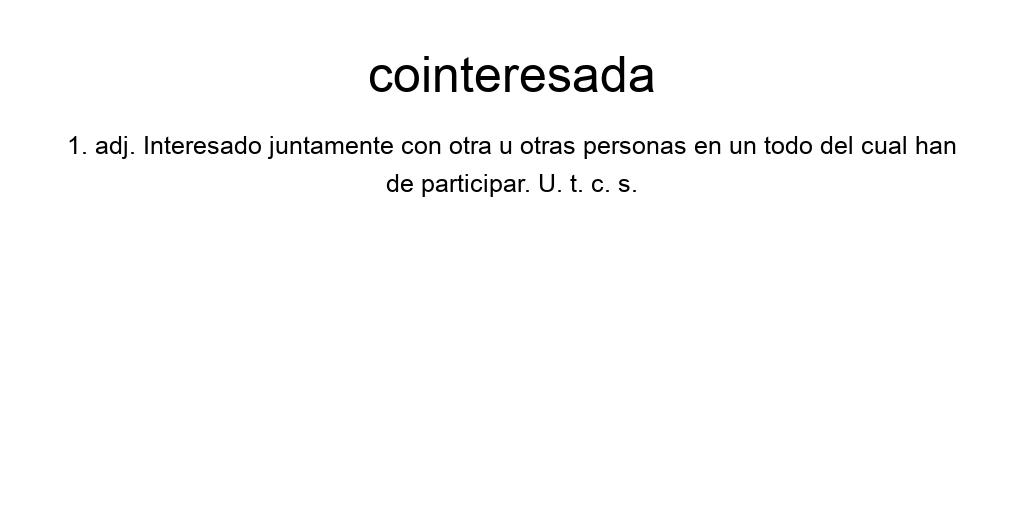 cointeresada
1. adj. Interesado juntamente con otra u otras personas en un todo del cual han
de participar. U. t. c. s.